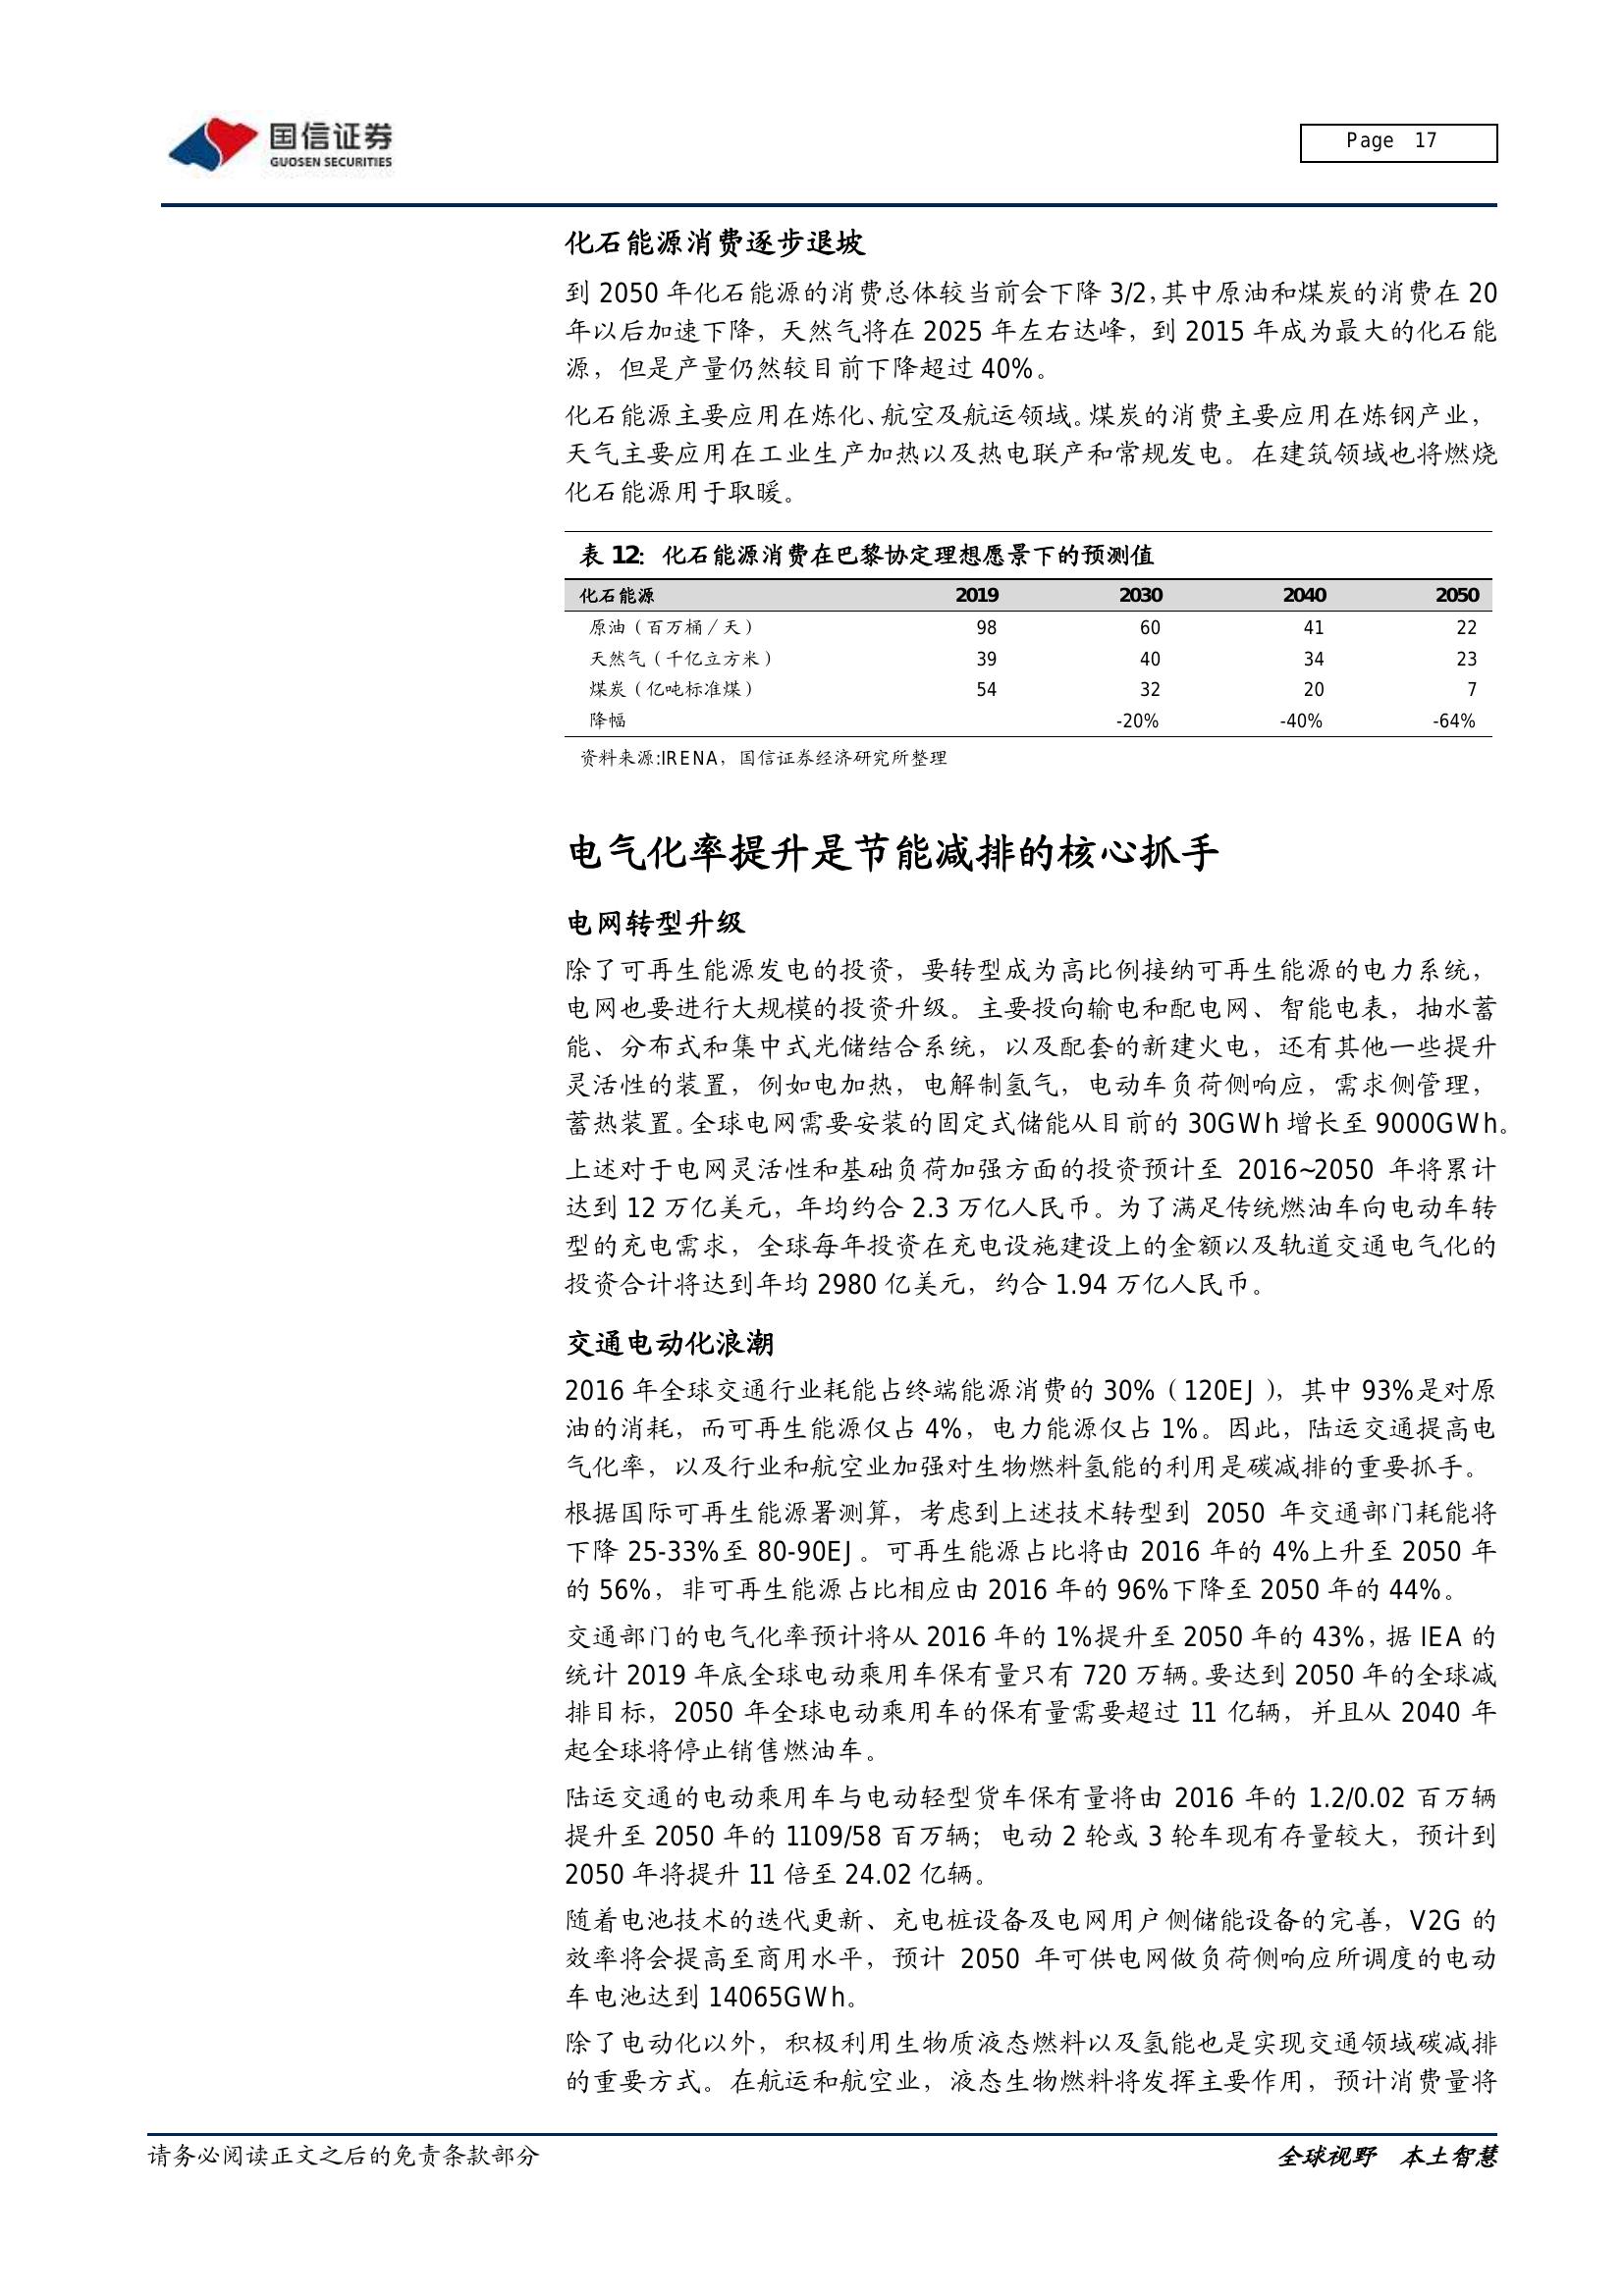 国信证券
GUOSEN SECURITIES
Page 17
化石能源消费逐步退坡
到 2050 年化石能源的消费总体较当前会下降 3/2，其中原油和煤炭的消费在 20
年以后加速下降，天然气将在 2025 年左右达峰，到 2015 年成为最大的化石能
源，但是产量仍然较目前下降超过 40%。
化石能源主要应用在炼化、航空及航运领域。煤炭的消费主要应用在炼钢产业，
天气主要应用在工业生产加热以及热电联产和常规发电。在建筑领域也将燃烧
化石能源用于取暖。
表 12：化石能源消费在巴黎协定理想愿景下的预测值
化石能源 2019 2030 2040 2050
原油（百万桶／天） 98 60 41 22
天然气（千亿立方米） 39 40 34 23
煤炭（亿吨标准煤） 54 32 20 7
降幅 -20% -40% -64%
资料来源:IRENA，国信证券经济研究所整理
电气化率提升是节能减排的核心抓手
电网转型升级
除了可再生能源发电的投资，要转型成为高比例接纳可再生能源的电力系统，
电网也要进行大规模的投资升级。主要投向输电和配电网、智能电表，抽水蓄
能、分布式和集中式光储结合系统，以及配套的新建火电，还有其他一些提升
灵活性的装置，例如电加热，电解制氢气，电动车负荷侧响应，需求侧管理，
蓄热装置。全球电网需要安装的固定式储能从目前的 30GWh 增长至 9000GWh。
上述对于电网灵活性和基础负荷加强方面的投资预计至 2016~2050 年将累计
达到 12 万亿美元，年均约合 2.3 万亿人民币。为了满足传统燃油车向电动车转
型的充电需求，全球每年投资在充电设施建设上的金额以及轨道交通电气化的
投资合计将达到年均 2980 亿美元，约合 1.94 万亿人民币。
交通电动化浪潮
2016 年全球交通行业耗能占终端能源消费的 30%（120EJ），其中 93%是对原
油的消耗，而可再生能源仅占 4%，电力能源仅占 1%。因此，陆运交通提高电
气化率，以及行业和航空业加强对生物燃料氢能的利用是碳减排的重要抓手。
根据国际可再生能源署测算，考虑到上述技术转型到 2050 年交通部门耗能将
下降 25-33%至 80-90EJ。可再生能源占比将由 2016 年的 4%上升至 2050 年
的 56%，非可再生能源占比相应由 2016 年的 96%下降至 2050 年的 44%。
交通部门的电气化率预计将从 2016 年的 1%提升至 2050 年的 43%，据 IEA 的
统计 2019 年底全球电动乘用车保有量只有 720 万辆。要达到 2050 年的全球减
排目标，2050 年全球电动乘用车的保有量需要超过 11 亿辆，并且从 2040 年
起全球将停止销售燃油车。
陆运交通的电动乘用车与电动轻型货车保有量将由 2016 年的 1.2/0.02 百万辆
提升至 2050 年的 1109/58 百万辆；电动 2 轮或 3 轮车现有存量较大，预计到
2050 年将提升 11 倍至 24.02 亿辆。
随着电池技术的迭代更新、充电桩设备及电网用户侧储能设备的完善，V2G 的
效率将会提高至商用水平，预计 2050 年可供电网做负荷侧响应所调度的电动
车电池达到 14065GWh。
除了电动化以外，积极利用生物质液态燃料以及氢能也是实现交通领域碳减排
的重要方式。在航运和航空业，液态生物燃料将发挥主要作用，预计消费量将
请务必阅读正文之后的免责条款部分
全球视野 本土智慧